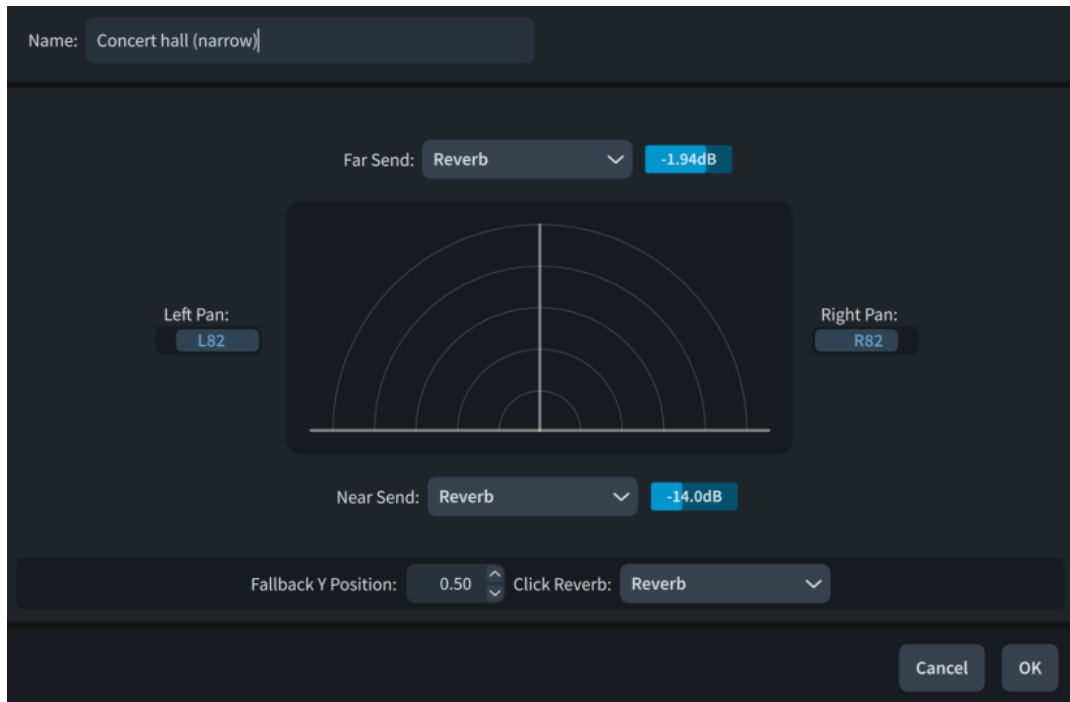 Name: Concert hall (narrow)
Far Send: Reverb -1.94dB
Left Pan:
L82
Right Pan:
R82
Near Send: Reverb -14.0dB
Fallback Y Position: 0.50 Click Reverb: Reverb
Cancel OK